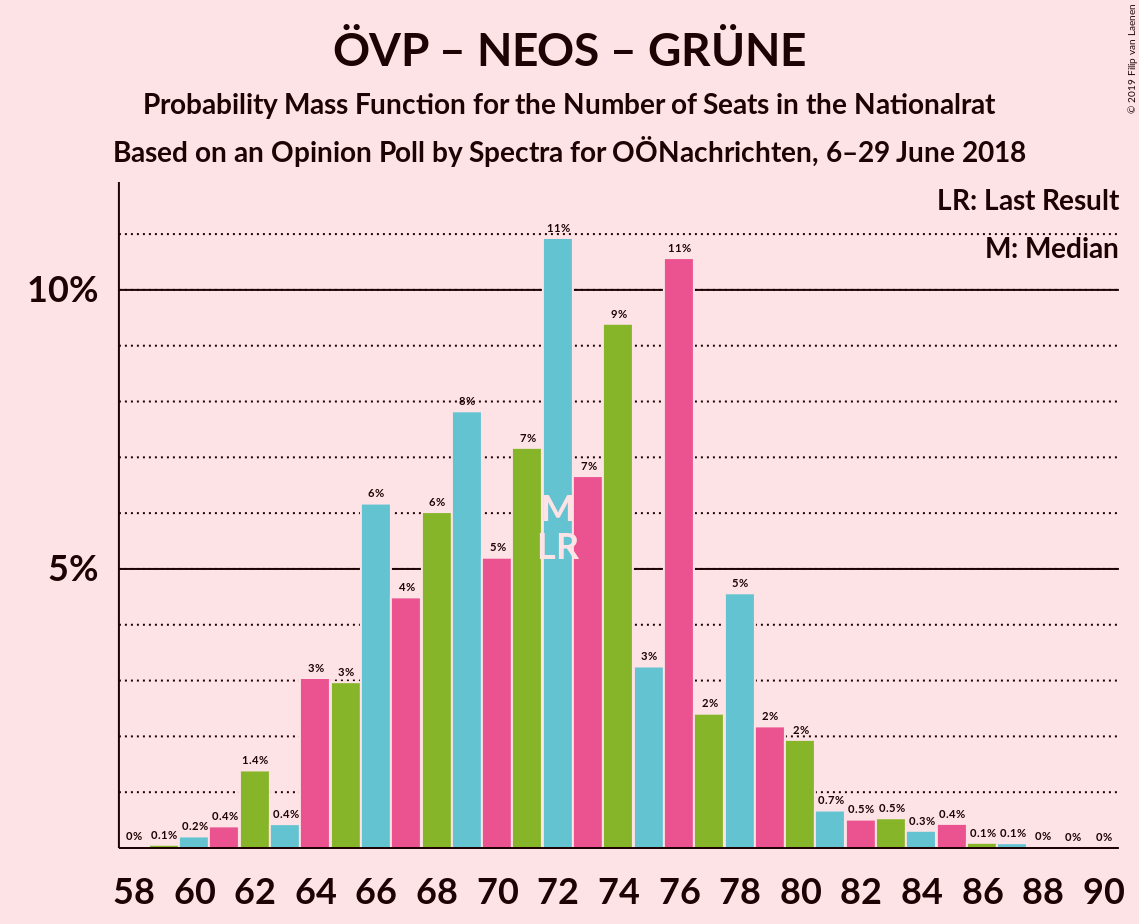 ÖVP – NEOS – GRÜNE
Probability Mass Function for the Number of Seats in the Nationalrat
Based on an Opinion Poll by Spectra for OÖNachrichten, 6–29 June 2018
© 2019 Filip van Laenen
LR: Last Result
M: Median
10%
5%
0% 0.1% 0.2% 0.4% 1.4% 0.4% 3% 3% 6% 4% 6% 8% 5% 7% 11% 7% 9% 3% 11% 2% 5% 2% 2% 0.7% 0.5% 0.5% 0.3% 0.4% 0.1% 0.1% 0% 0% 0%
M
LR
58 60 62 64 66 68 70 72 74 76 78 80 82 84 86 88 90